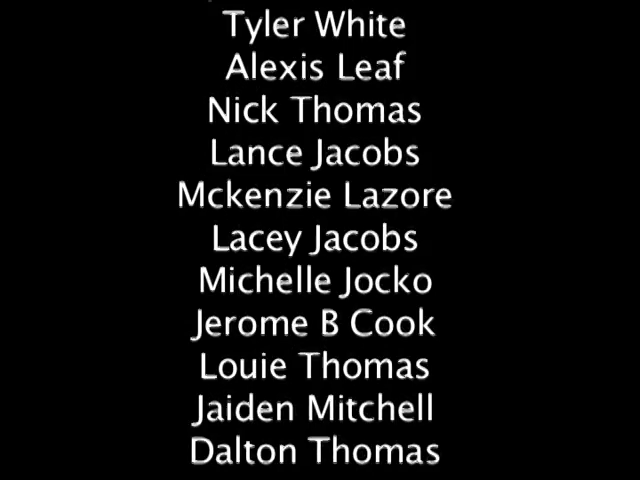 Tyler White
Alexis Leaf
Nick Thomas
Lance Jacobs
Mckenzie Lazore
Lacey Jacobs
Michelle Jocko
Jerome B Cook
Louie Thomas
Jaiden Mitchell
Dalton Thomas